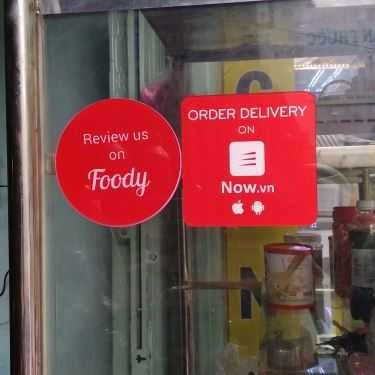 Review us
on
Foody
ORDER DELIVERY
ON
Now.vn